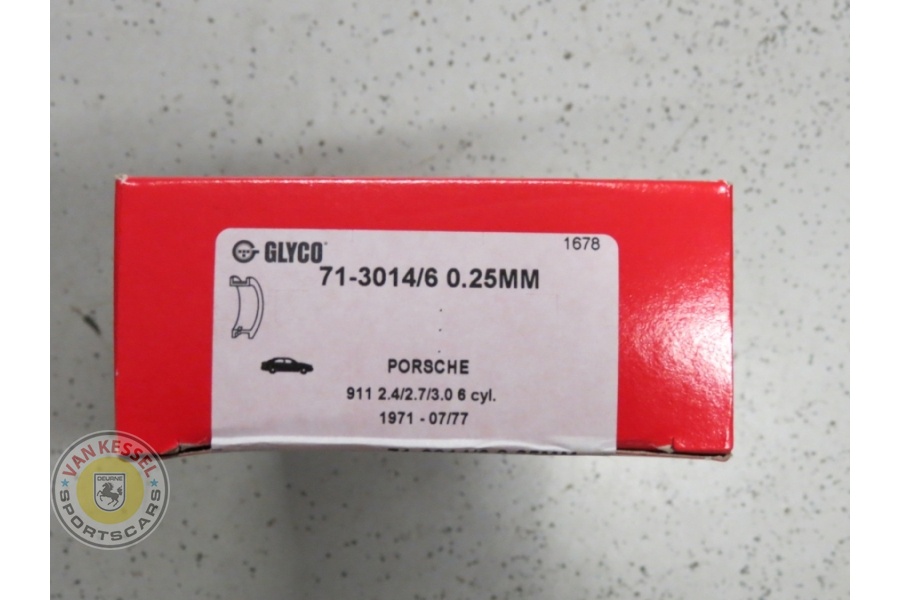 GLYCO
1678
71-3014/6 0.25MM
PORSCHE
911 2.4/2.7/3.0 6 cyl.
1971 - 07/77
VAN KESSEL
DEURNE
SPORTSCARS